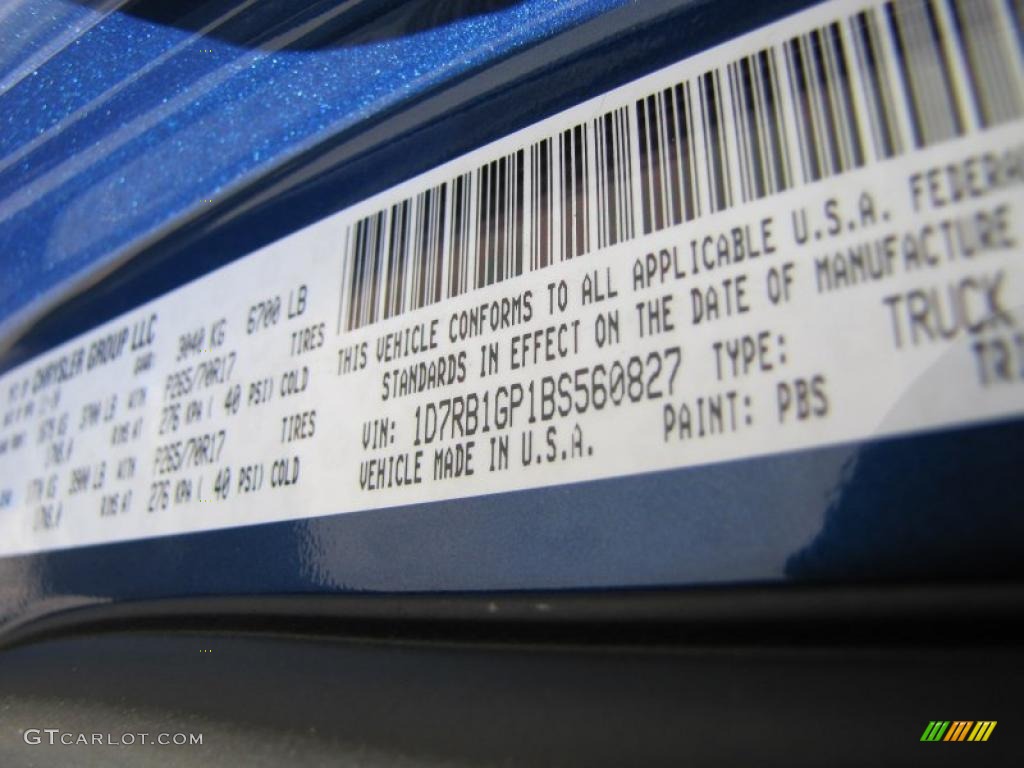 CHRYSLER GROUP LLC
3040 KG 6700 LB
TIRES
P265/70R17
276 KPA ( 40 PSI) COLD
TIRES
P265/70R17
276 KPA ( 40 PSI) COLD
THIS VEHICLE CONFORMS TO ALL APPLICABLE U.S.A. FEDERAL
STANDARDS IN EFFECT ON THE DATE OF MANUFACTURE
VIN: 1D7RB1GP1BS560827 TYPE: TRUCK
VEHICLE MADE IN U.S.A. PAINT: PBS
GTCARLOT.COM